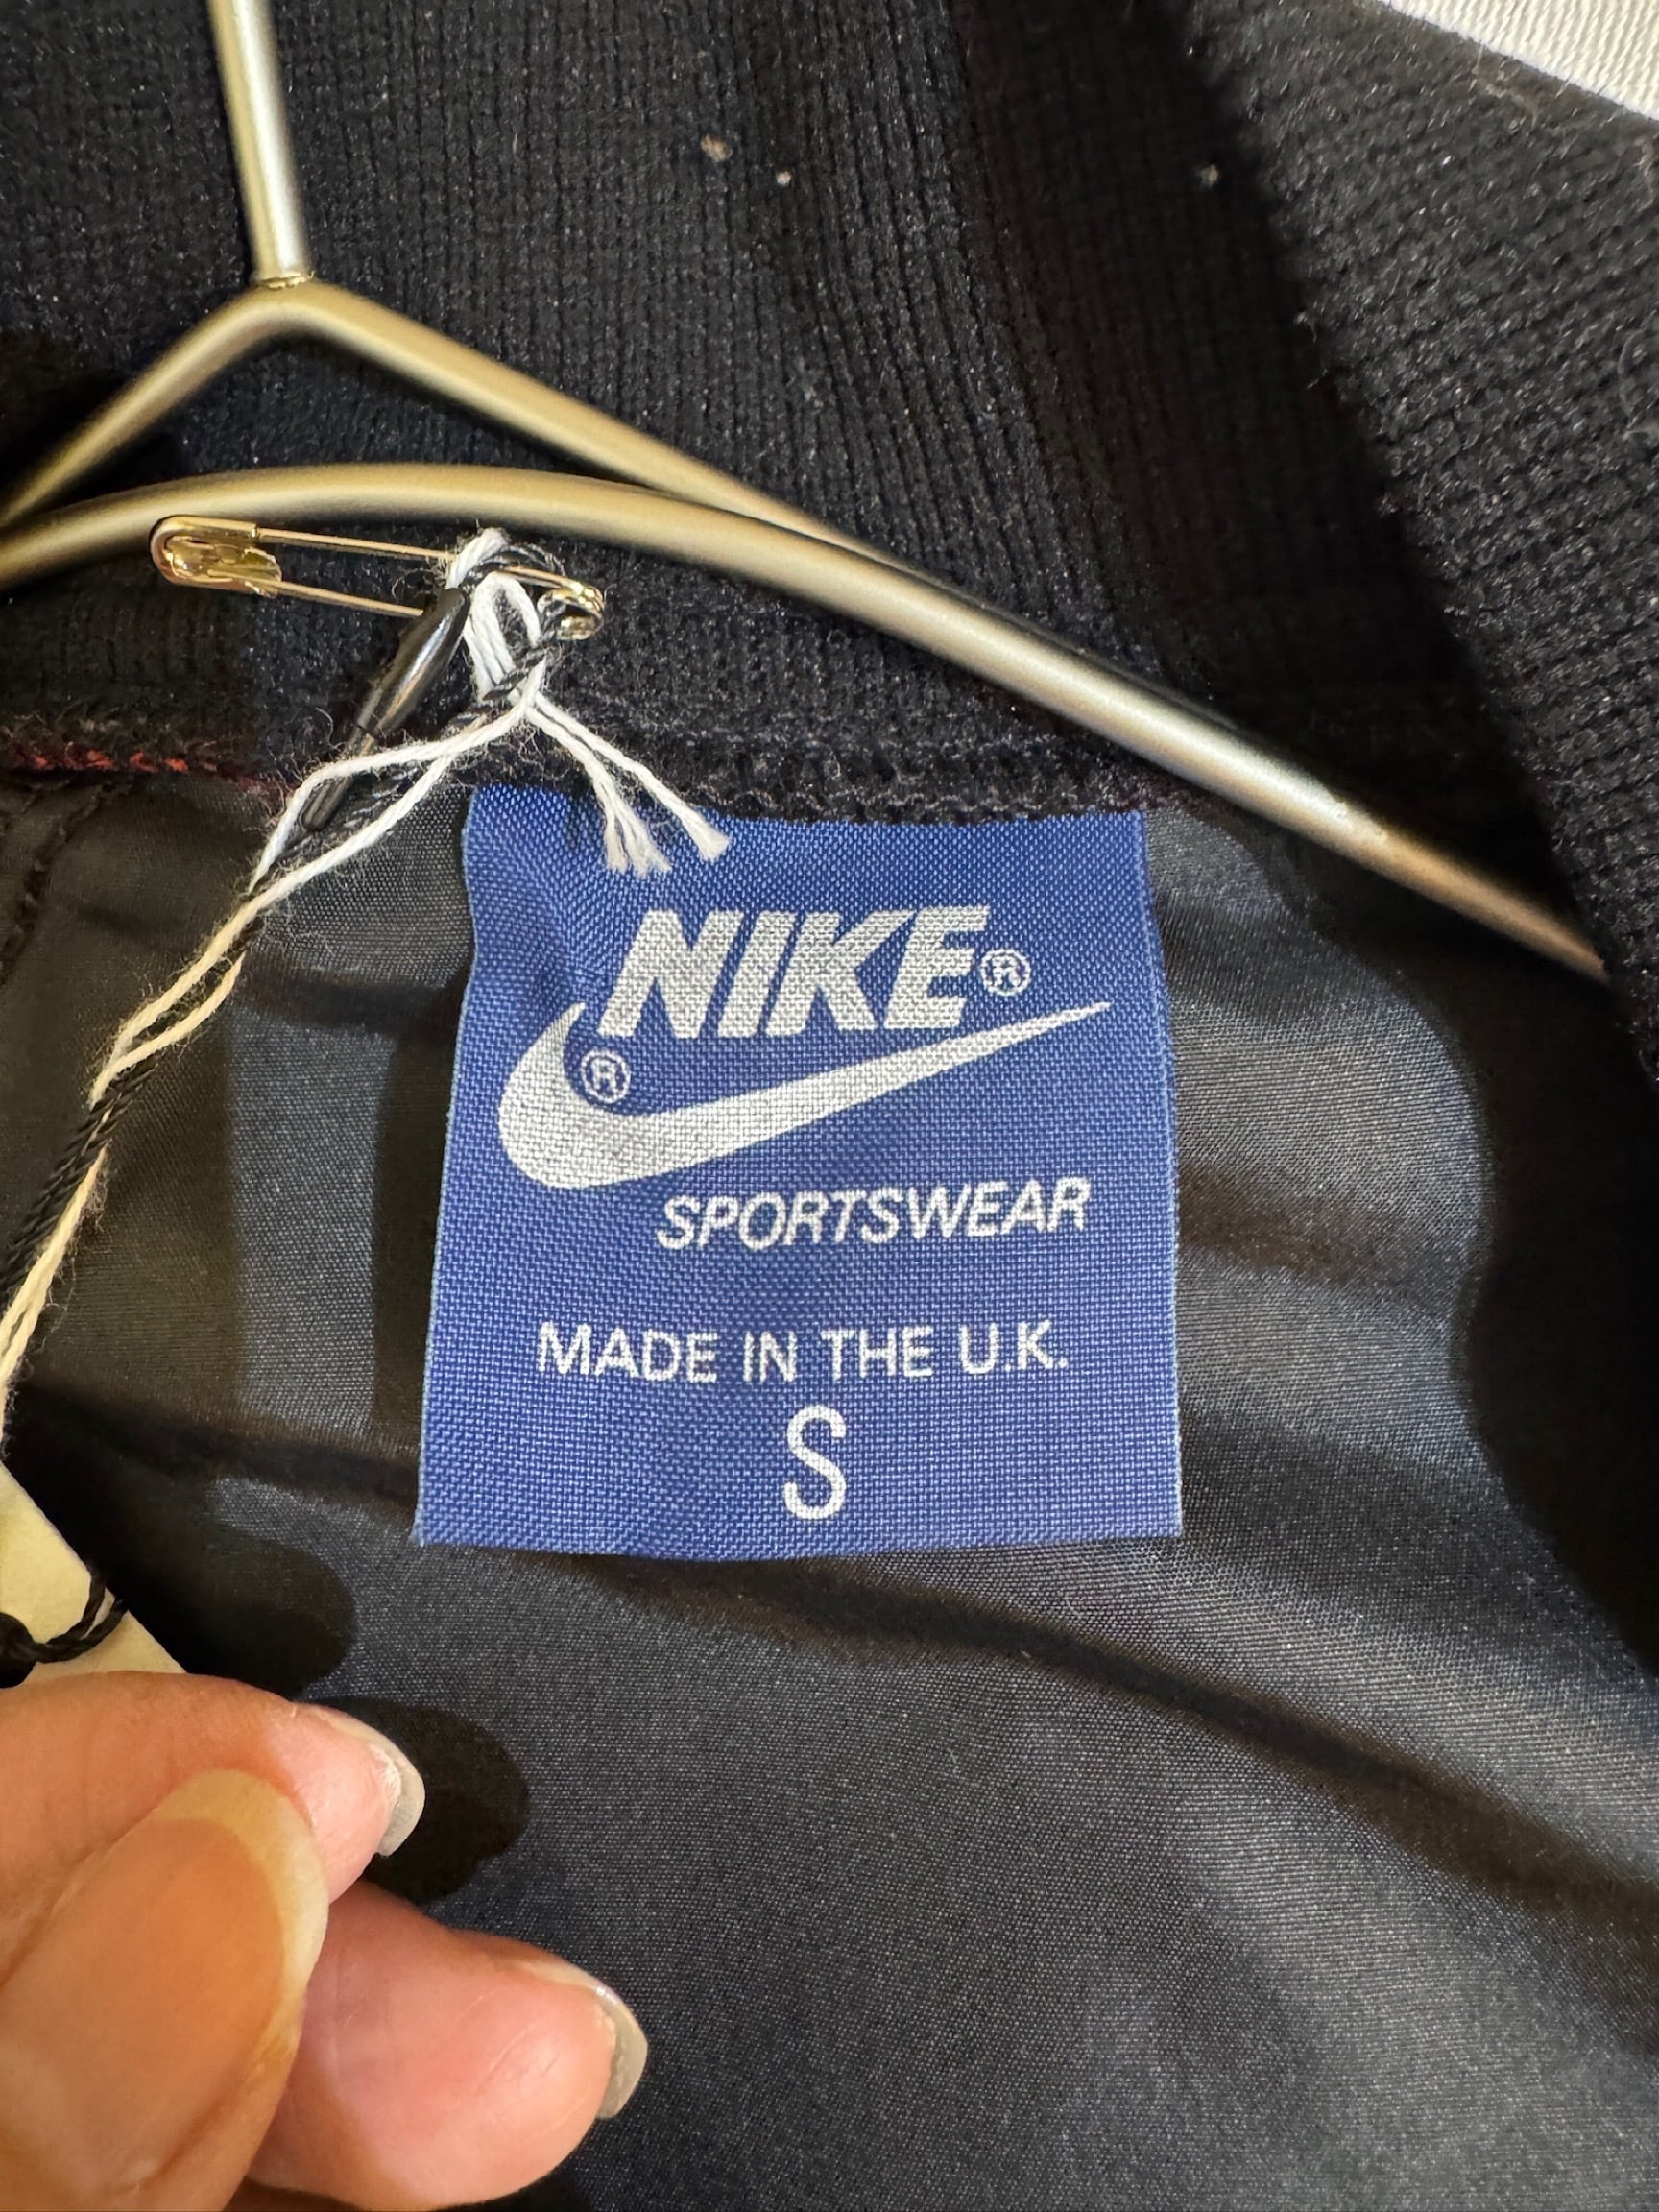 NIKE®
®
SPORTSWEAR
MADE IN THE U.K.
S